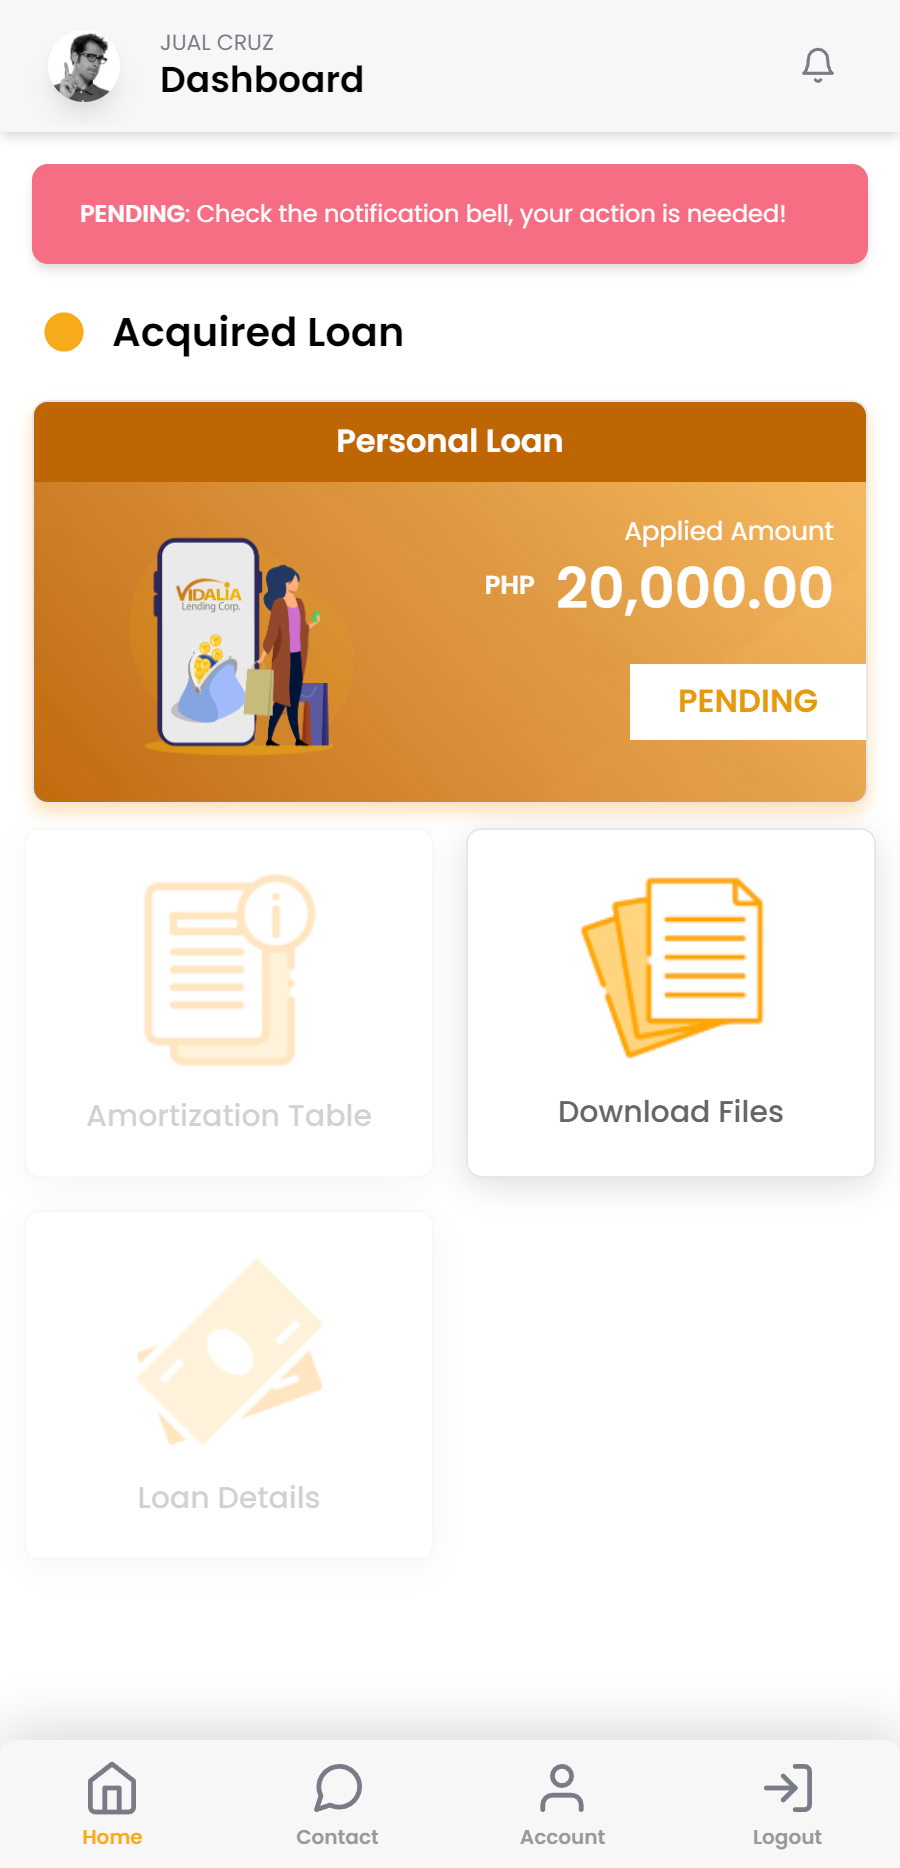 JUAL CRUZ
Dashboard
PENDING: Check the notification bell, your action is needed!
Acquired Loan
Personal Loan
Applied Amount
PHP 20,000.00
VIDALIA
Lending Corp.
PENDING
Amortization Table
Download Files
Loan Details
Home
Contact
Account
Logout